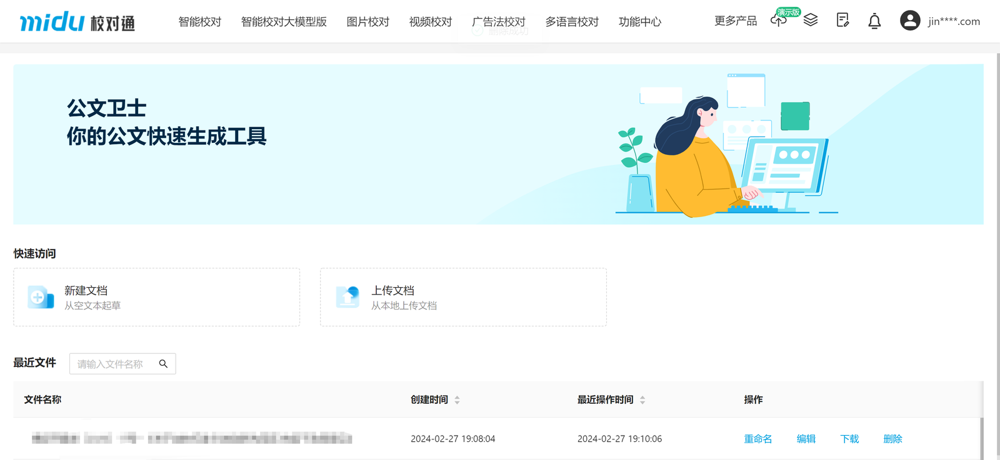 midu 校对通
智能校对 智能校对大模型版 图片校对 视频校对 广告法校对 多语言校对 功能中心 更多产品 演示版 jin****.com
删除成功
公文卫士
你的公文快速生成工具
快速访问
新建文档
从空文本起草
上传文档
从本地上传文档
最近文件 请输入文件名称
文件名称 创建时间 最近操作时间 操作
2024-02-27 19:08:04 2024-02-27 19:10:06 重命名 编辑 下载 删除